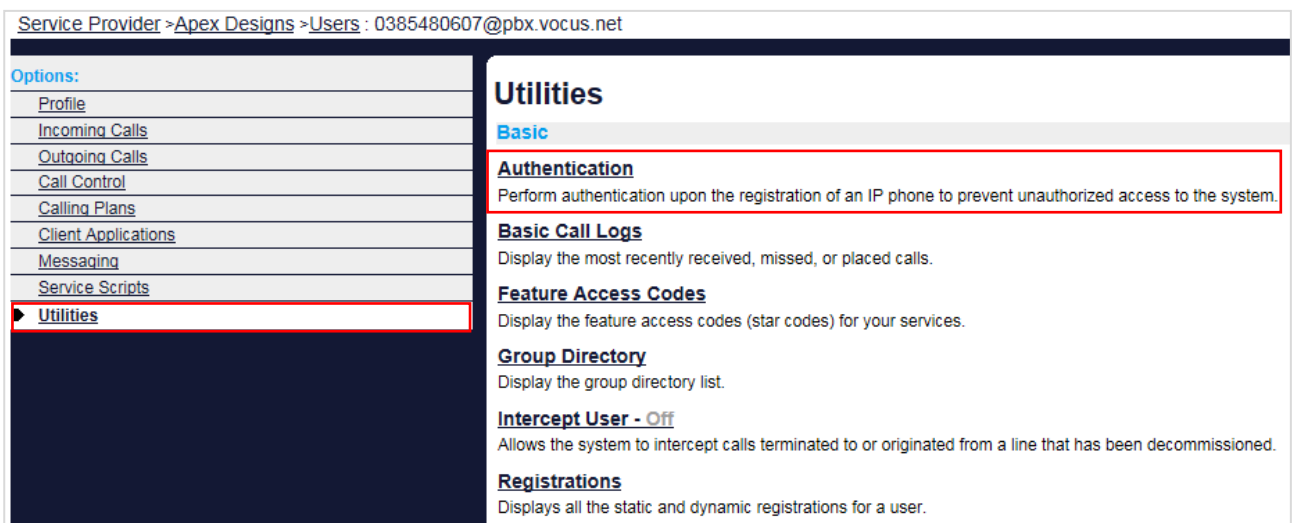 Service Provider >Apex Designs >Users : 0385480607@pbx.vocus.net
Options:
Profile
Incoming Calls
Outgoing Calls
Call Control
Calling Plans
Client Applications
Messaging
Service Scripts
Utilities
Utilities
Basic
Authentication
Perform authentication upon the registration of an IP phone to prevent unauthorized access to the system.
Basic Call Logs
Display the most recently received, missed, or placed calls.
Feature Access Codes
Display the feature access codes (star codes) for your services.
Group Directory
Display the group directory list.
Intercept User - Off
Allows the system to intercept calls terminated to or originated from a line that has been decommissioned.
Registrations
Displays all the static and dynamic registrations for a user.